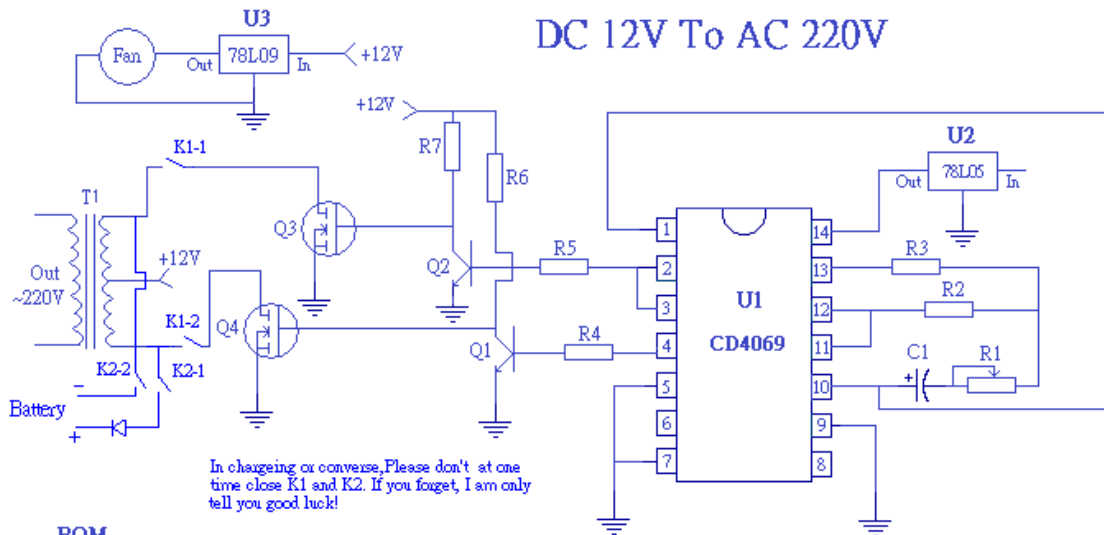 DC 12V To AC 220V
U3
Fan
78L09
Out
In
+12V
+12V
R7
R6
U2
78L05
Out
In
K1-1
T1
Q3
Out
~220V
+12V
Q2
R5
1
2
3
4
5
6
7
14
13
12
11
10
9
8
U1
CD4069
R3
R2
C1
+
R1
K1-2
Q4
Q1
R4
K2-2
K2-1
-
Battery
+
In chargeing or converse,Please don't at one
time close K1 and K2. If you forget, I am only
tell you good luck!
BOM